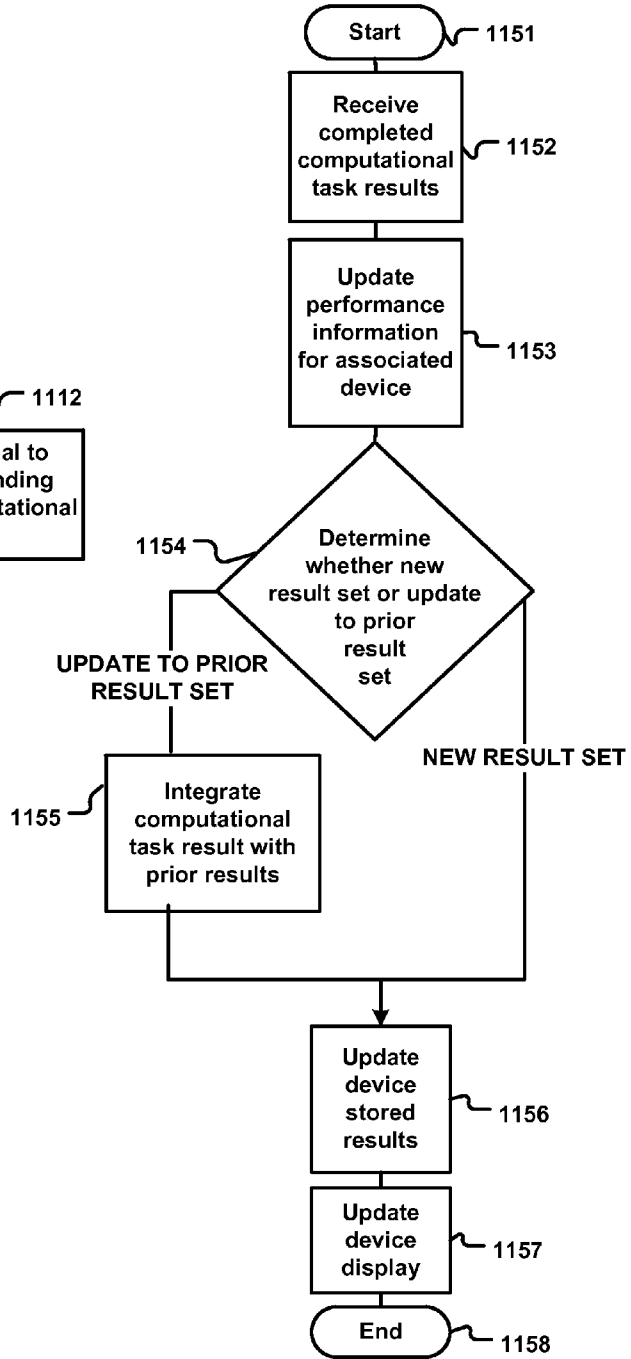 Start
1151
Receive
completed
computational
task results
1152
Update
performance
information
for associated
device
1153
1112
al to
nding
tational
1154
Determine
whether new
result set or update
to prior
result
set
UPDATE TO PRIOR
RESULT SET
NEW RESULT SET
1155
Integrate
computational
task result with
prior results
Update
device
stored
results
1156
Update
device
display
1157
End
1158